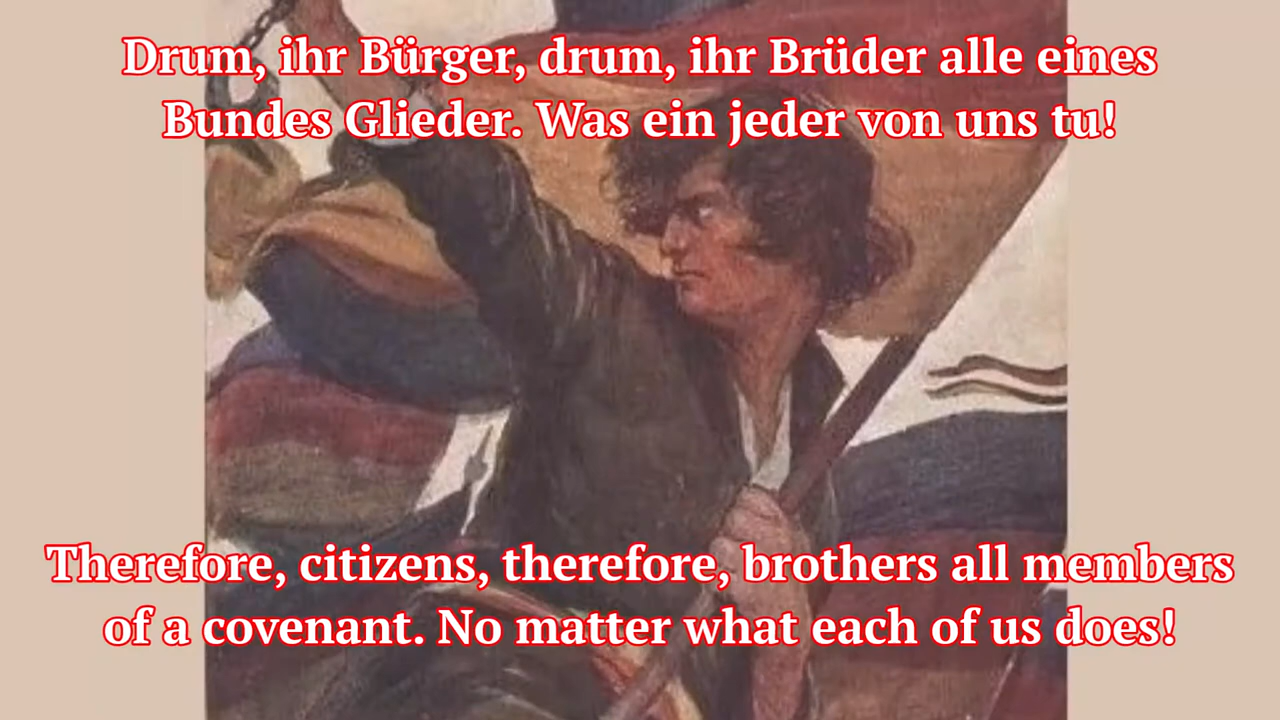 Drum, ihr Bürger, drum, ihr Brüder alle eines
Bundes Glieder. Was ein jeder von uns tu!
Therefore, citizens, therefore, brothers all members
of a covenant. No matter what each of us does!